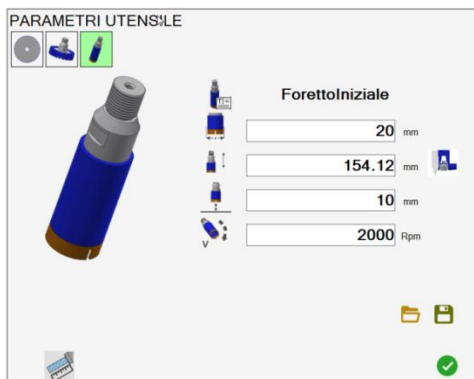 PARAMETRI UTENSILE
ForettoIniziale
20 mm
154.12 mm
10 mm
2000 Rpm
V